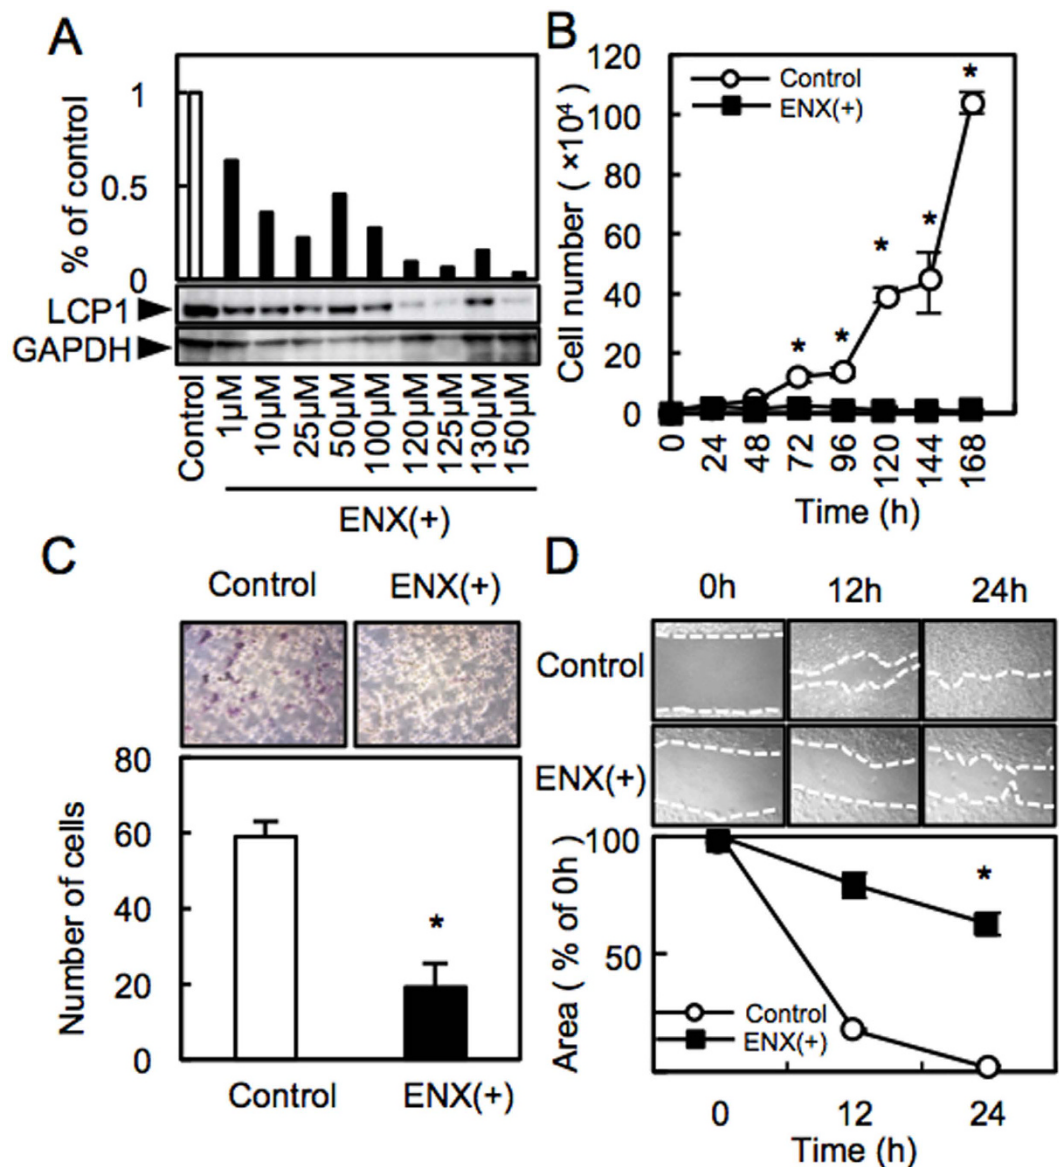 A
1
0.5
0
% of control
LCP1
GAPDH
Control
1μM
10μM
25μM
50μM
100μM
120μM
125μM
130μM
150μM
ENX(+)
B
Control
ENX(+)
120
100
80
60
40
20
0
Cell number ( ×10⁴ )
*
*
*
*
*
0
24
48
72
96
120
144
168
Time (h)
C
Control
ENX(+)
80
60
40
20
0
Number of cells
*
Control
ENX(+)
D
0h
12h
24h
Control
ENX(+)
100
50
Area ( % of 0h )
*
Control
ENX(+)
0
12
24
Time (h)